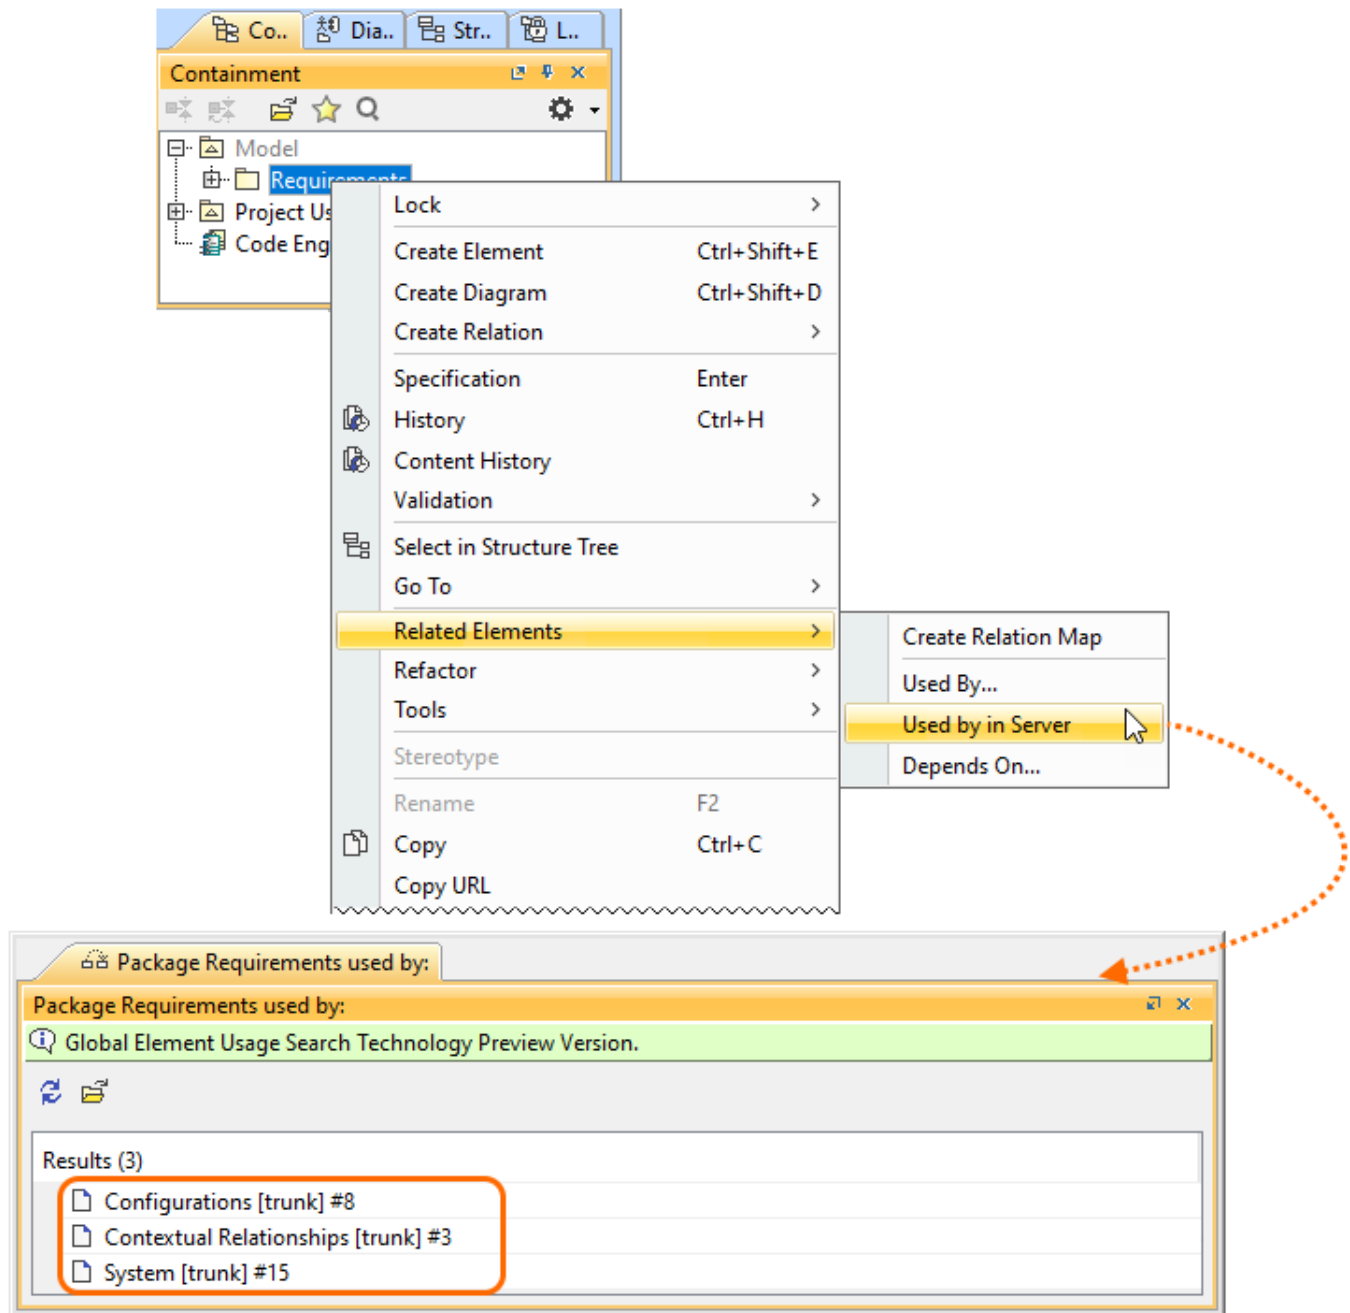 Co.. Dia.. Str.. L..
Containment
Model
Requirements
Project Us
Code Eng
Lock
Create Element Ctrl+Shift+E
Create Diagram Ctrl+Shift+D
Create Relation
Specification Enter
History Ctrl+H
Content History
Validation
Select in Structure Tree
Go To
Related Elements
Refactor
Tools
Stereotype
Rename F2
Copy Ctrl+C
Copy URL
Create Relation Map
Used By...
Used by in Server
Depends On...
Package Requirements used by:
Package Requirements used by:
Global Element Usage Search Technology Preview Version.
Results (3)
Configurations [trunk] #8
Contextual Relationships [trunk] #3
System [trunk] #15